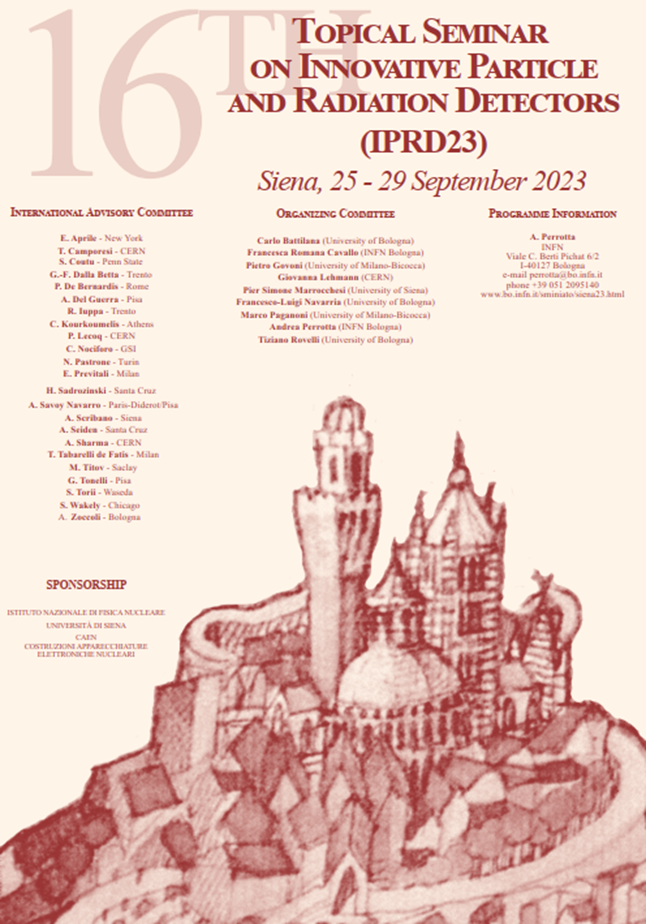 16TH
TOPICAL SEMINAR
ON INNOVATIVE PARTICLE
AND RADIATION DETECTORS
(IPRD23)
Siena, 25 - 29 September 2023
INTERNATIONAL ADVISORY COMMITTEE
E. Aprile - New York
T. Camporesi - CERN
S. Coutu - Penn State
G.-F. Dalla Betta - Trento
P. De Bernardis - Rome
A. Del Guerra - Pisa
R. Iuppa - Trento
C. Kourkoumelis - Athens
P. Lecoq - CERN
C. Nociforo - GSI
N. Pastrone - Turin
E. Previtali - Milan
H. Sadrozinski - Santa Cruz
A. Savoy Navarro - Paris-Diderot/Pisa
A. Scribano - Siena
A. Seiden - Santa Cruz
A. Sharma - CERN
T. Tabarelli de Fatis - Milan
M. Titov - Saclay
G. Tonelli - Pisa
S. Torii - Waseda
S. Wakely - Chicago
A. Zoccoli - Bologna
ORGANIZING COMMITTEE
Carlo Battilana (University of Bologna)
Francesca Romana Cavallo (INFN Bologna)
Pietro Govoni (University of Milano-Bicocca)
Giovanna Lehmann (CERN)
Pier Simone Marrocchesi (University of Siena)
Francesco-Luigi Navarria (University of Bologna)
Marco Paganoni (University of Milano-Bicocca)
Andrea Perrotta (INFN Bologna)
Tiziano Rovelli (University of Bologna)
PROGRAMME INFORMATION
A. Perrotta
INFN
Viale C. Berti Pichat 6/2
I-40127 Bologna
e-mail perrotta@bo.infn.it
phone +39 051 2095140
www.bo.infn.it/sminiato/siena23.html
SPONSORSHIP
ISTITUTO NAZIONALE DI FISICA NUCLEARE
UNIVERSITÀ DI SIENA
CAEN
COSTRUZIONI APPARECCHIATURE
ELETTRONICHE NUCLEARI